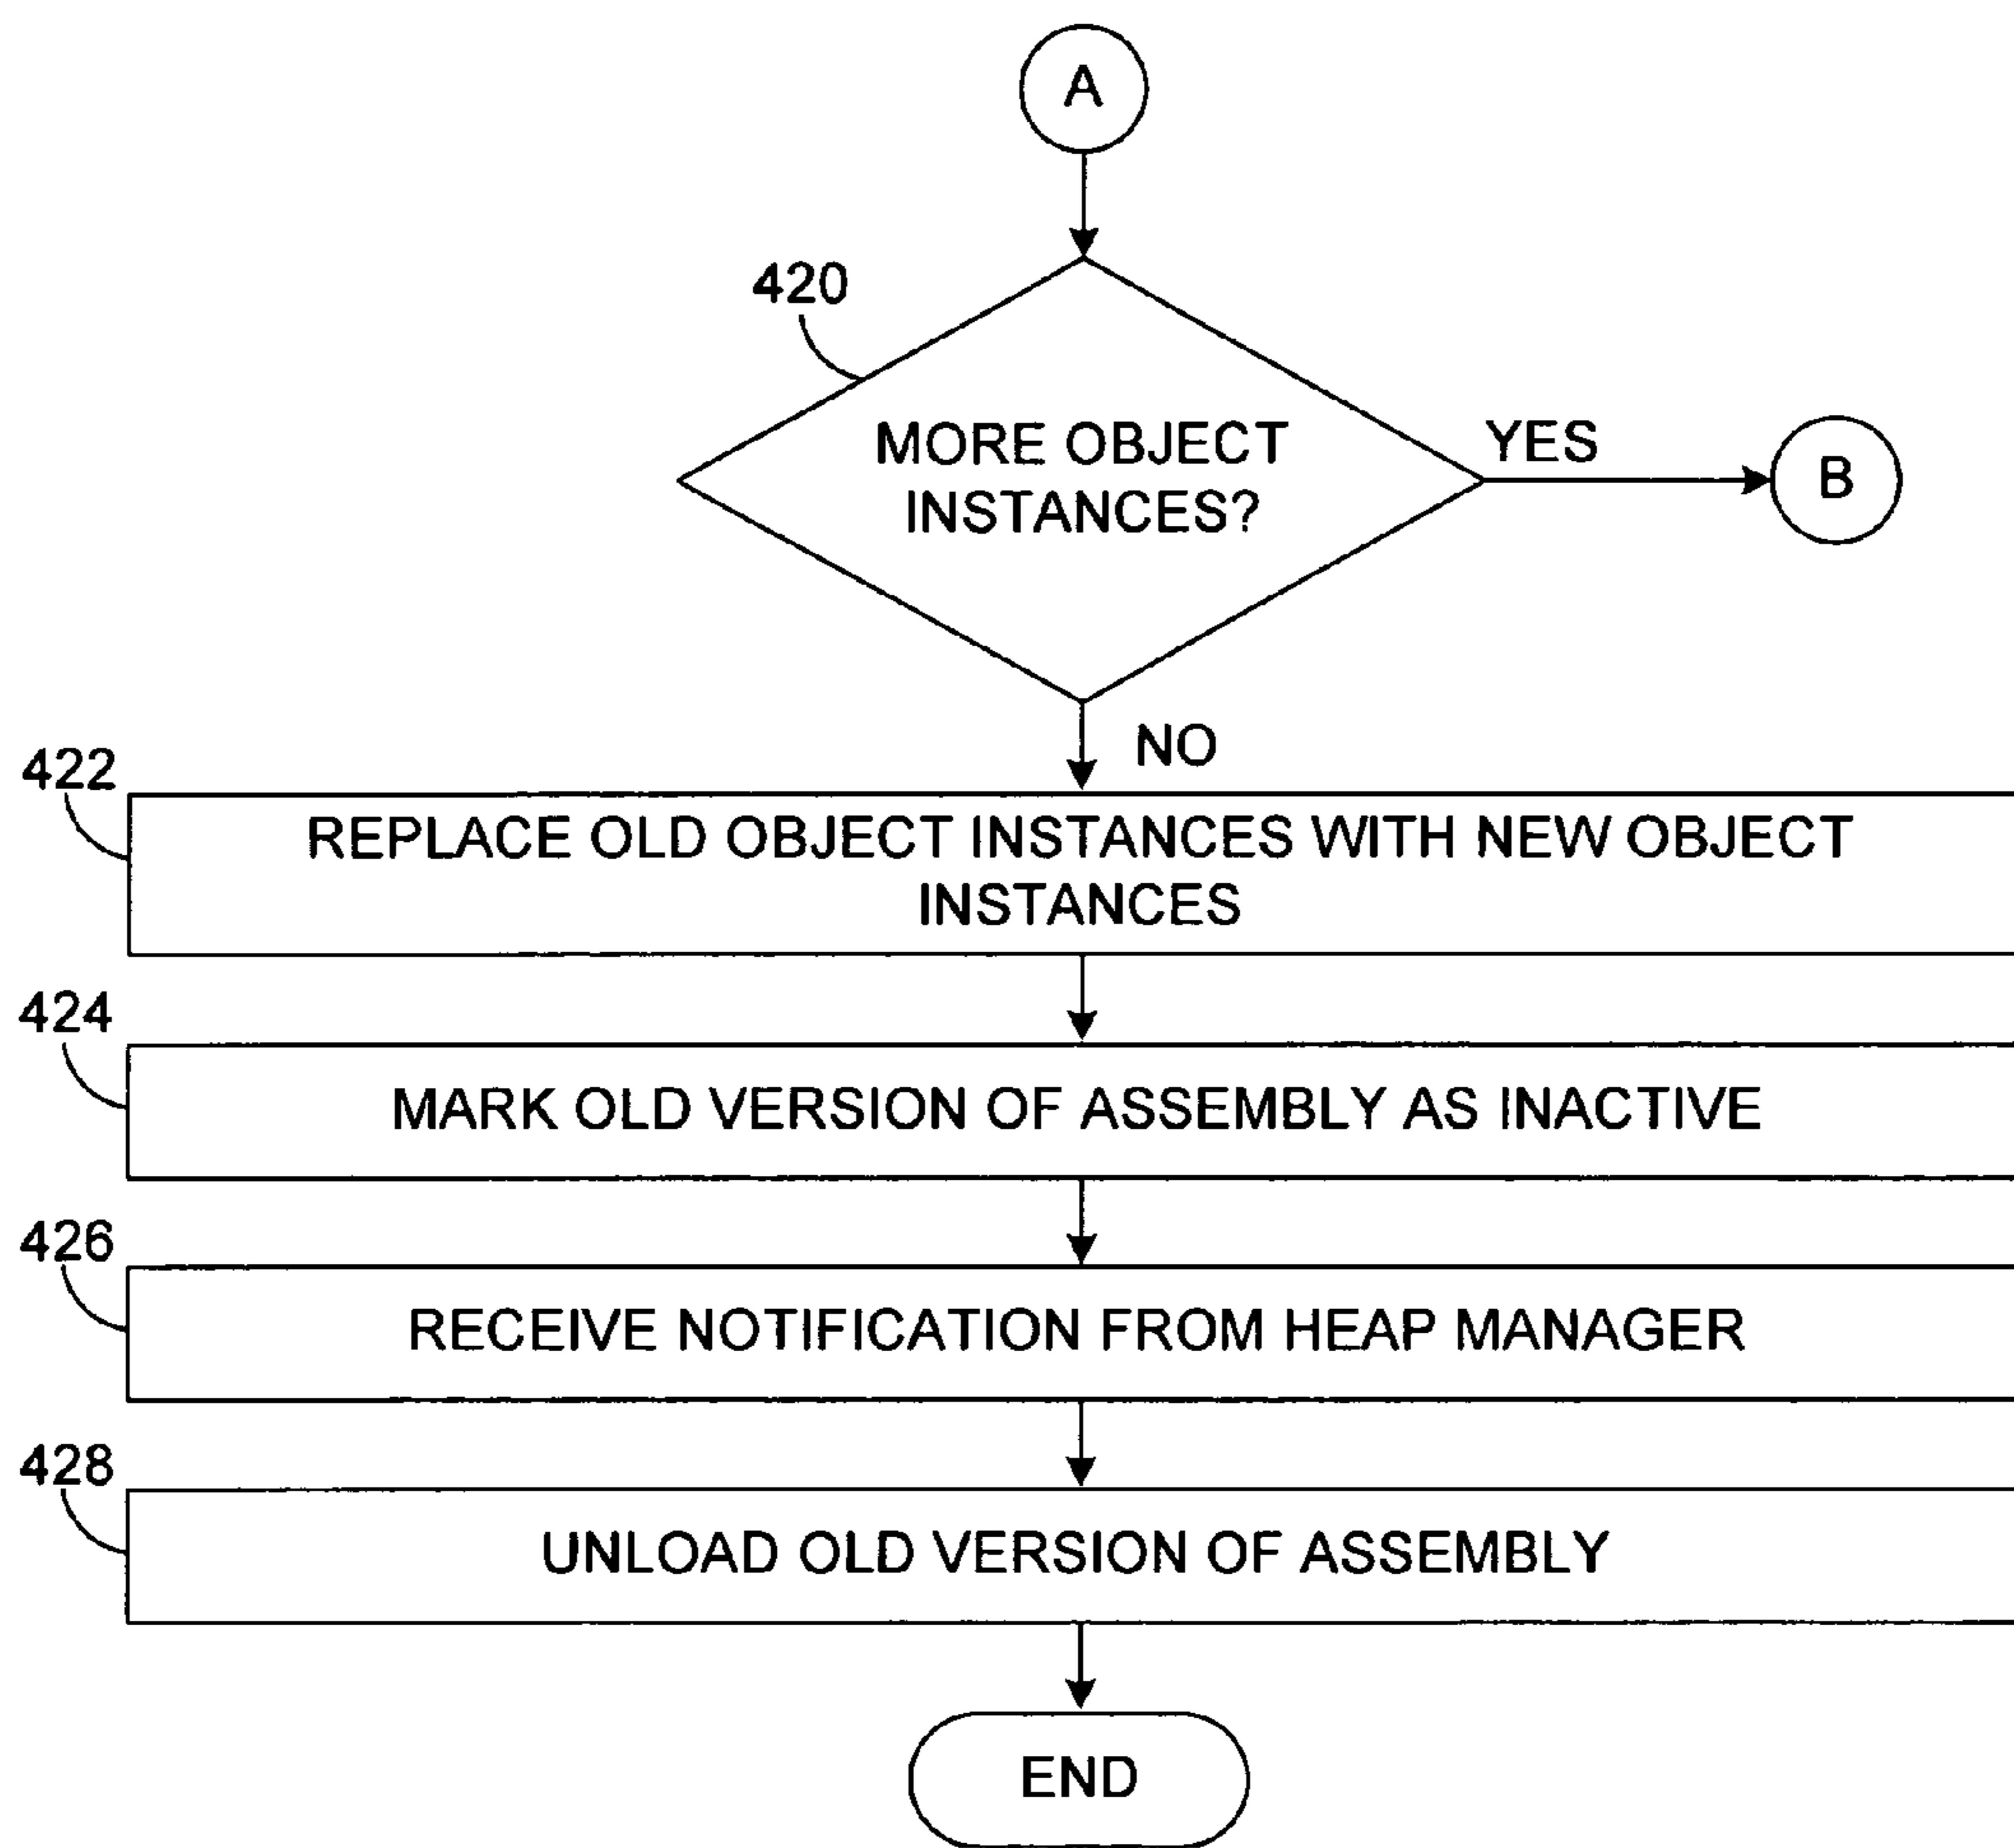 A
420
MORE OBJECT
INSTANCES?
YES
B
NO
422
REPLACE OLD OBJECT INSTANCES WITH NEW OBJECT
INSTANCES
424
MARK OLD VERSION OF ASSEMBLY AS INACTIVE
426
RECEIVE NOTIFICATION FROM HEAP MANAGER
428
UNLOAD OLD VERSION OF ASSEMBLY
END